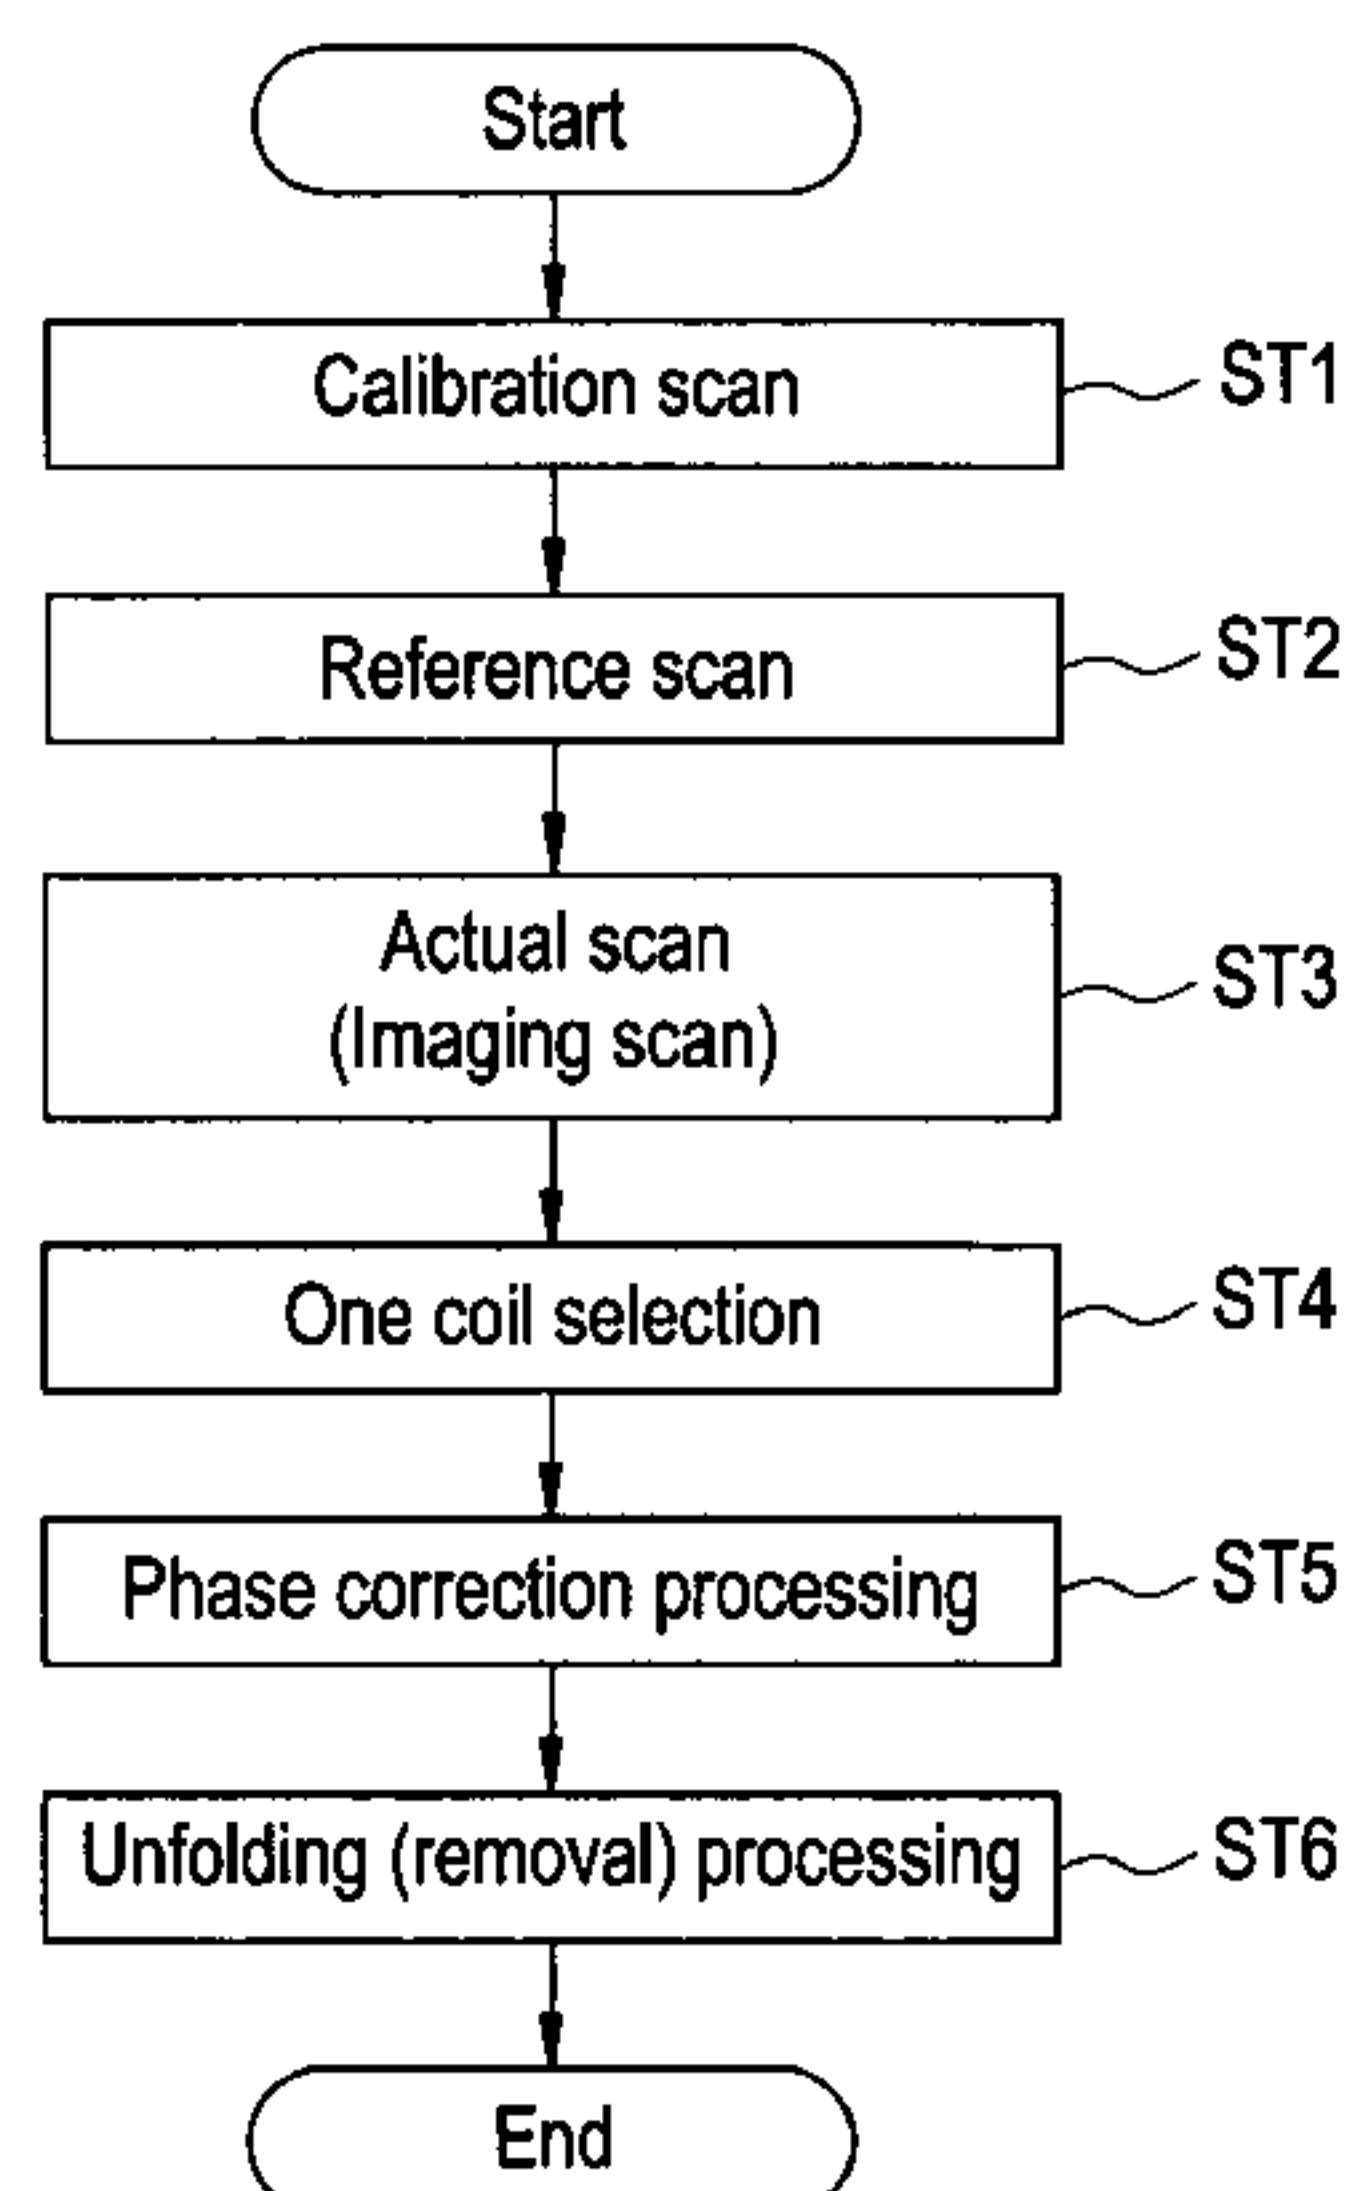 Start
Calibration scan
ST1
Reference scan
ST2
Actual scan
(Imaging scan)
ST3
One coil selection
ST4
Phase correction processing
ST5
Unfolding (removal) processing
ST6
End